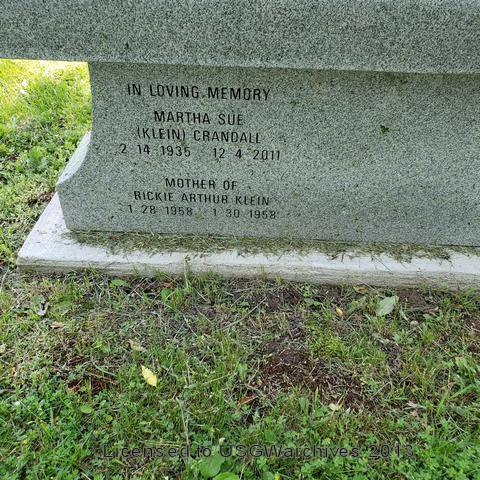 IN LOVING MEMORY
MARTHA SUE
(KLEIN) CRANDALL
2 14 1935 12 4 2011
MOTHER OF
RICKIE ARTHUR KLEIN
1 28 1958 1 30 1958
Licensed to USGWarchives 2013